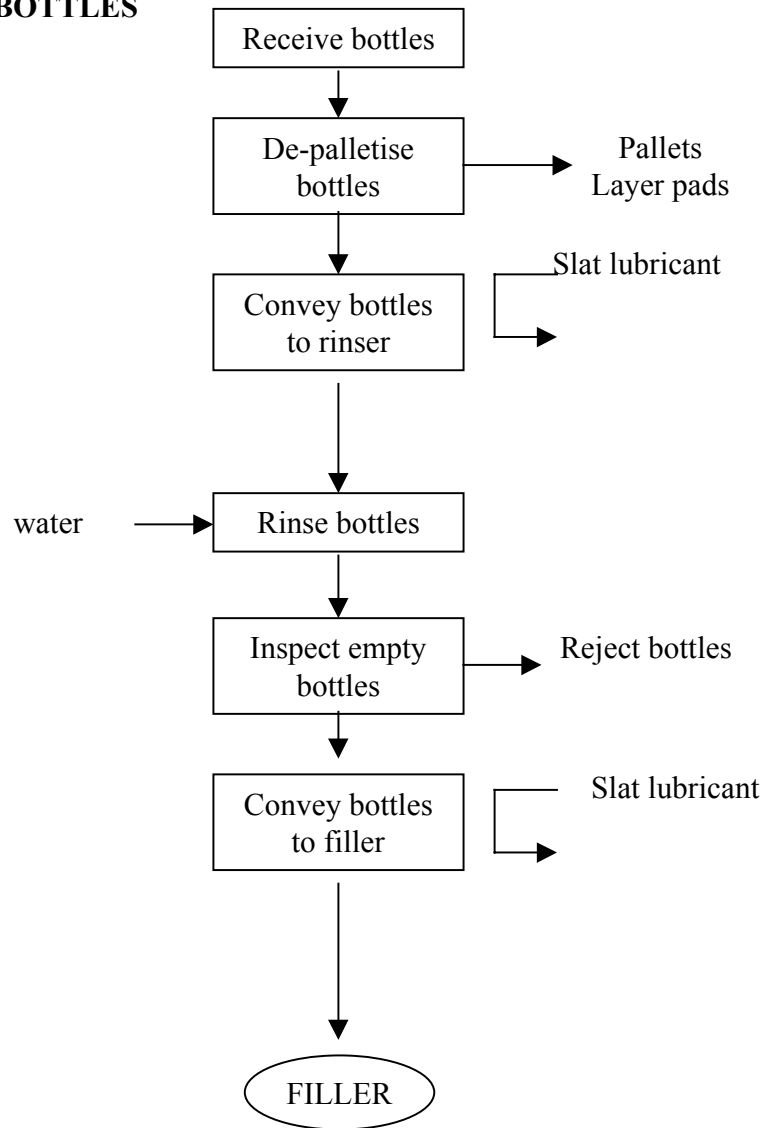 BOTTLES
Receive bottles
De-palletise
bottles
Pallets
Layer pads
Slat lubricant
Convey bottles
to rinser
water
Rinse bottles
Inspect empty
bottles
Reject bottles
Slat lubricant
Convey bottles
to filler
FILLER